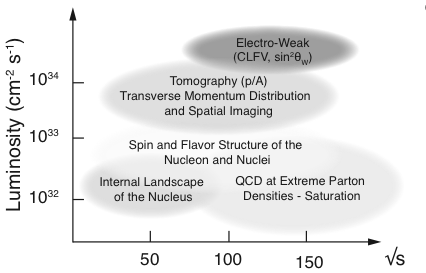 Luminosity (cm⁻² s⁻¹)
10³⁴
10³³
10³²
Electro-Weak
(CLFV, sin²θ_W)
Tomography (p/A)
Transverse Momentum Distribution
and Spatial Imaging
Spin and Flavor Structure of the
Nucleon and Nuclei
Internal Landscape
of the Nucleus
QCD at Extreme Parton
Densities - Saturation
50
100
150
√s